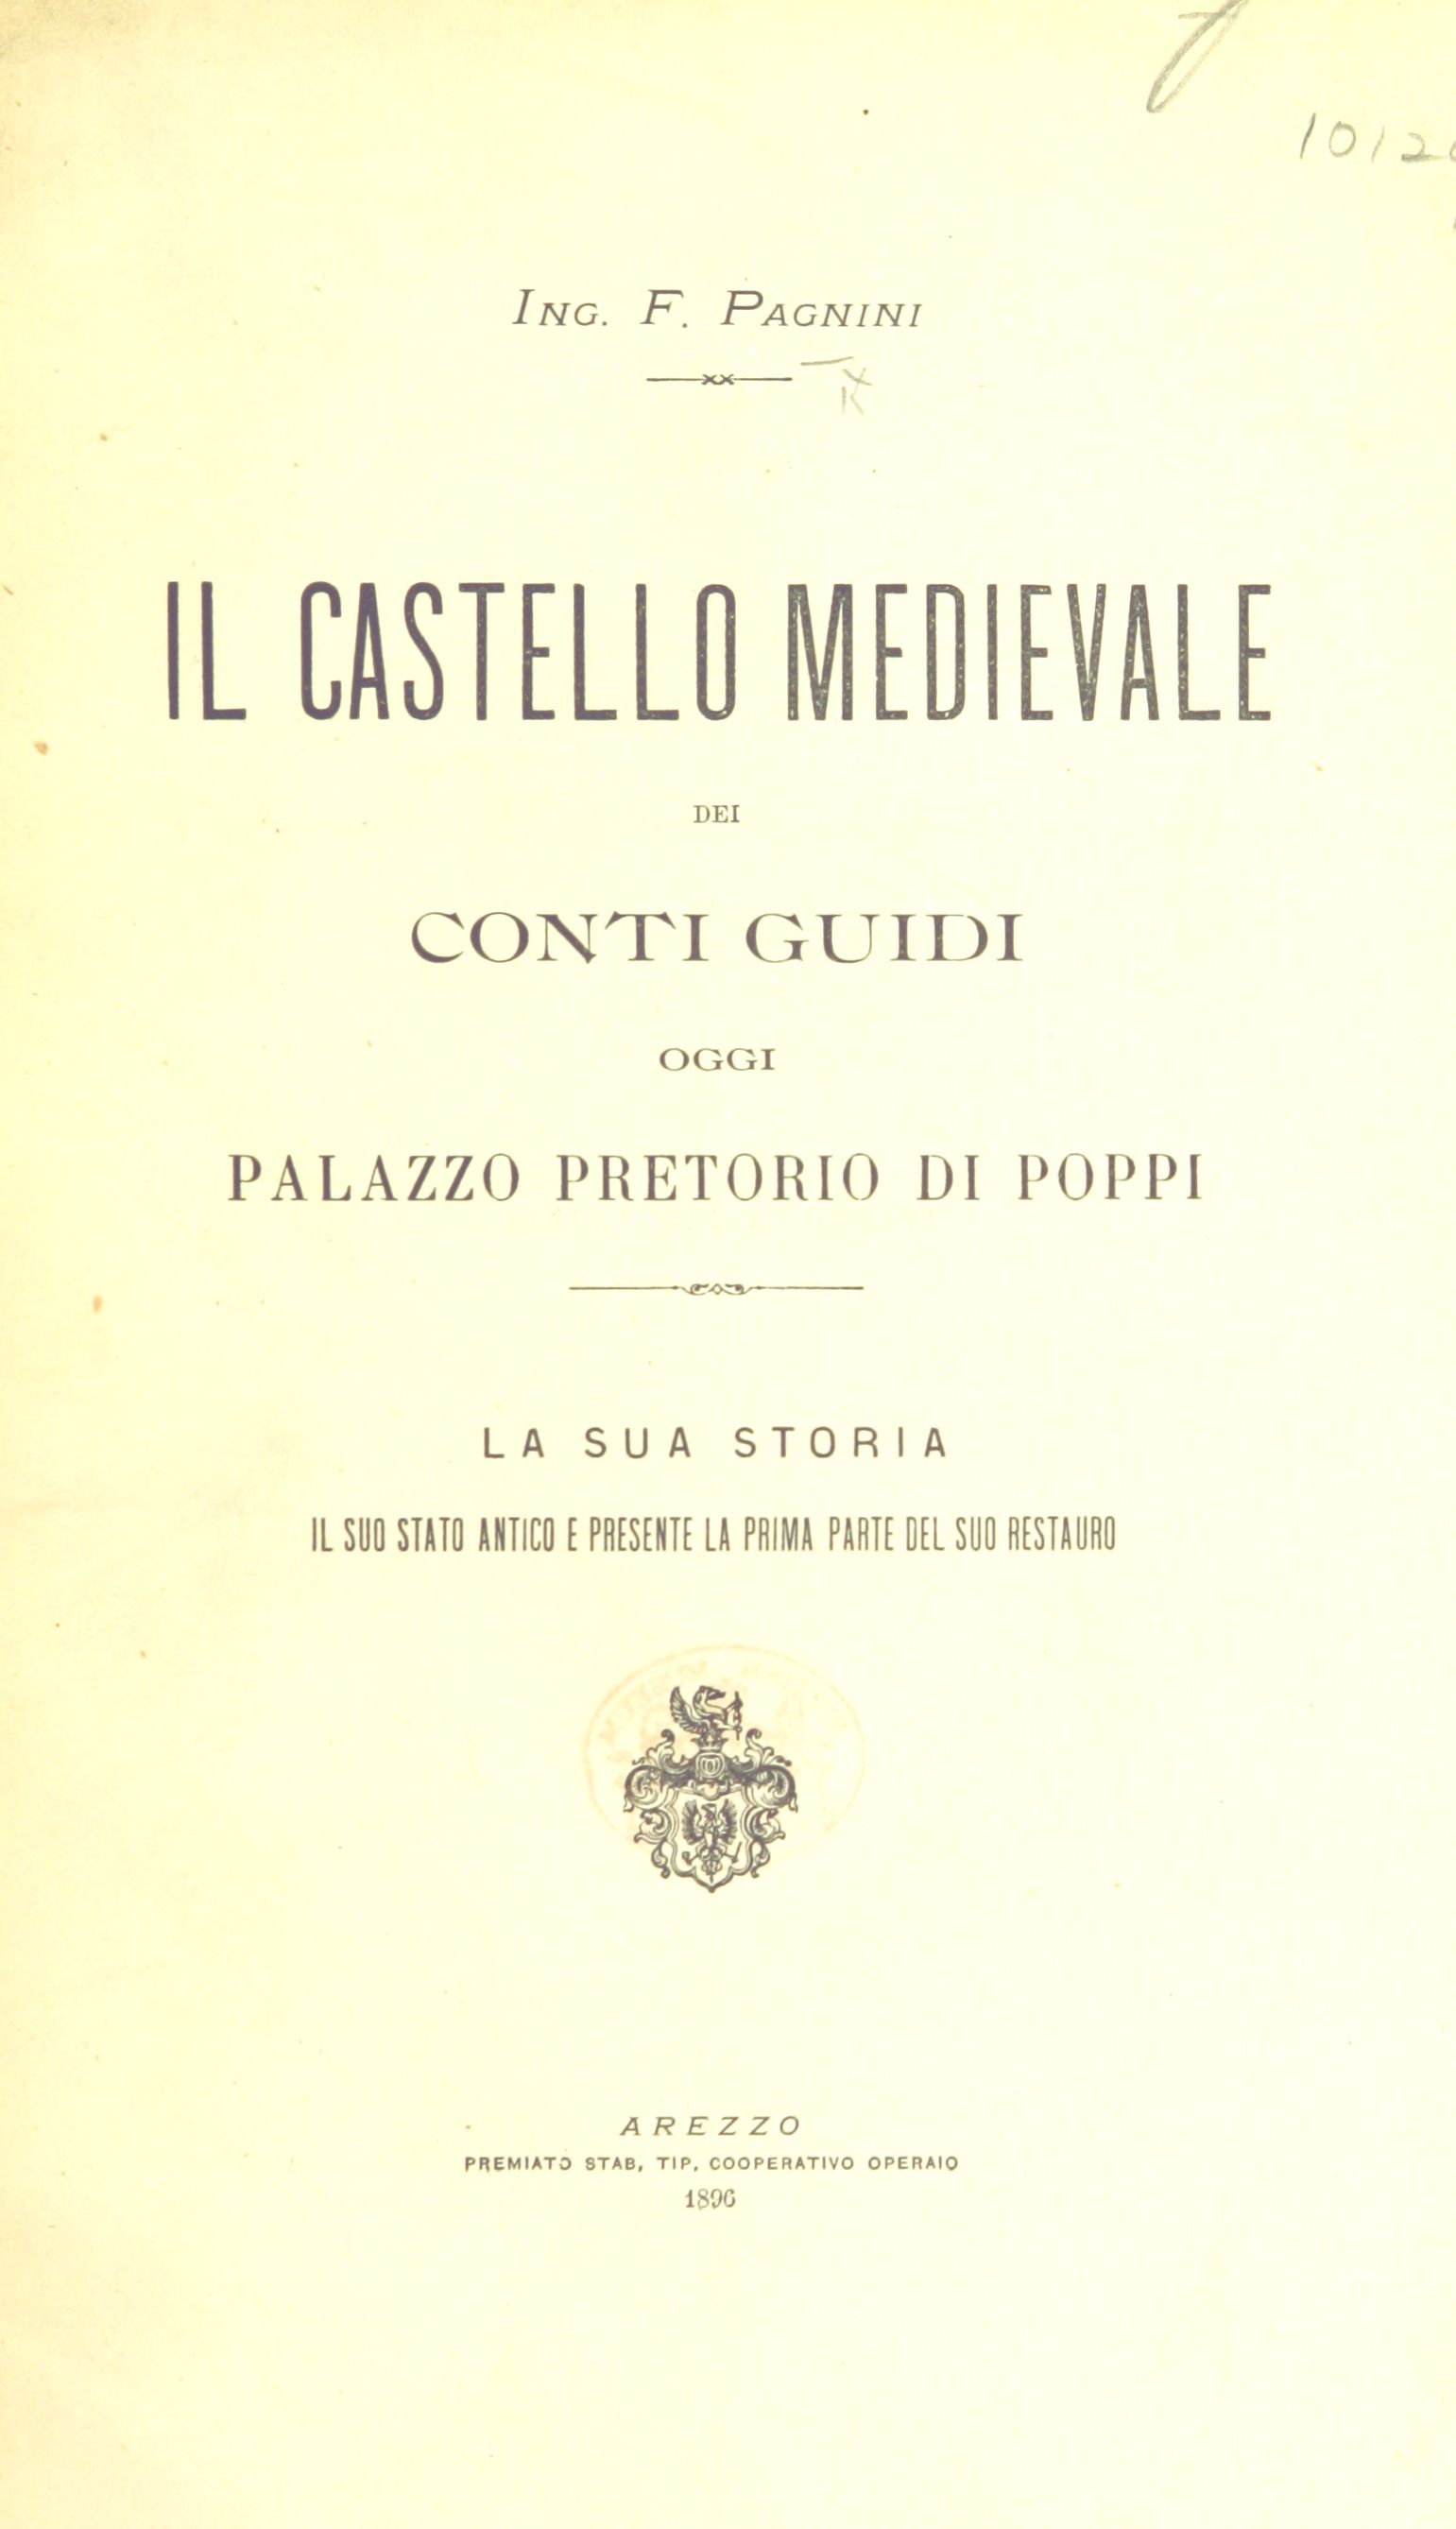 1012
ING. F. PAGNINI
IL CASTELLO MEDIEVALE
DEI
CONTI GUIDI
OGGI
PALAZZO PRETORIO DI POPPI
LA SUA STORIA
IL SUO STATO ANTICO E PRESENTE LA PRIMA PARTE DEL SUO RESTAURO
AREZZO
PREMIATO STAB, TIP, COOPERATIVO OPERAIO
1896